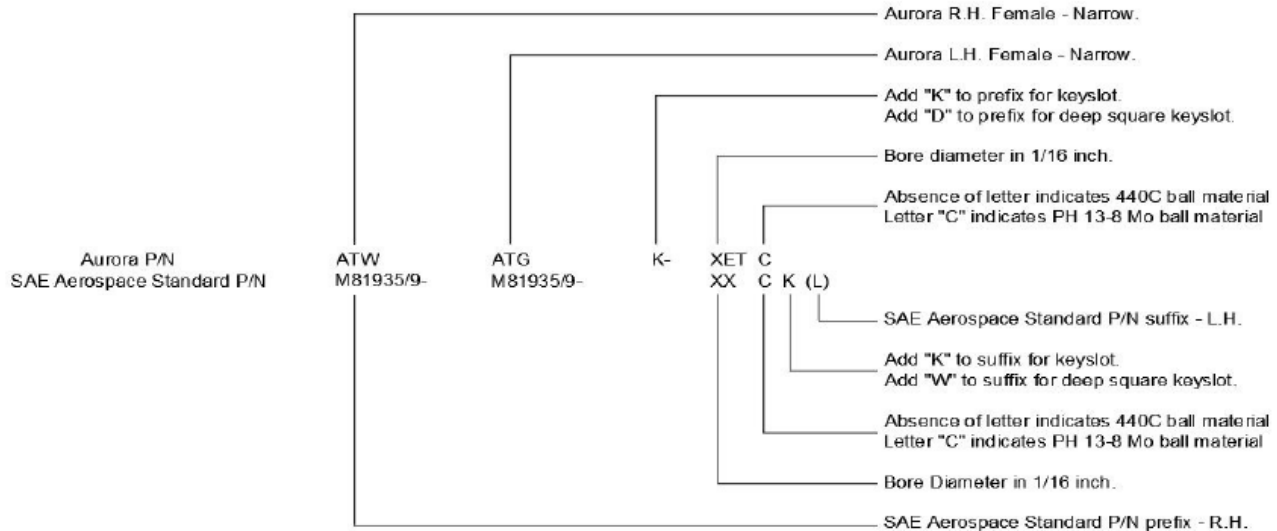 Aurora R.H. Female - Narrow.
Aurora L.H. Female - Narrow.
Add "K" to prefix for keyslot.
Add "D" to prefix for deep square keyslot.
Bore diameter in 1/16 inch.
Absence of letter indicates 440C ball material
Letter "C" indicates PH 13-8 Mo ball material
Aurora P/N ATW ATG K- XET C
SAE Aerospace Standard P/N M81935/9- M81935/9- XX C K (L)
SAE Aerospace Standard P/N suffix - L.H.
Add "K" to suffix for keyslot.
Add "W" to suffix for deep square keyslot.
Absence of letter indicates 440C ball material
Letter "C" indicates PH 13-8 Mo ball material
Bore Diameter in 1/16 inch.
SAE Aerospace Standard P/N prefix - R.H.